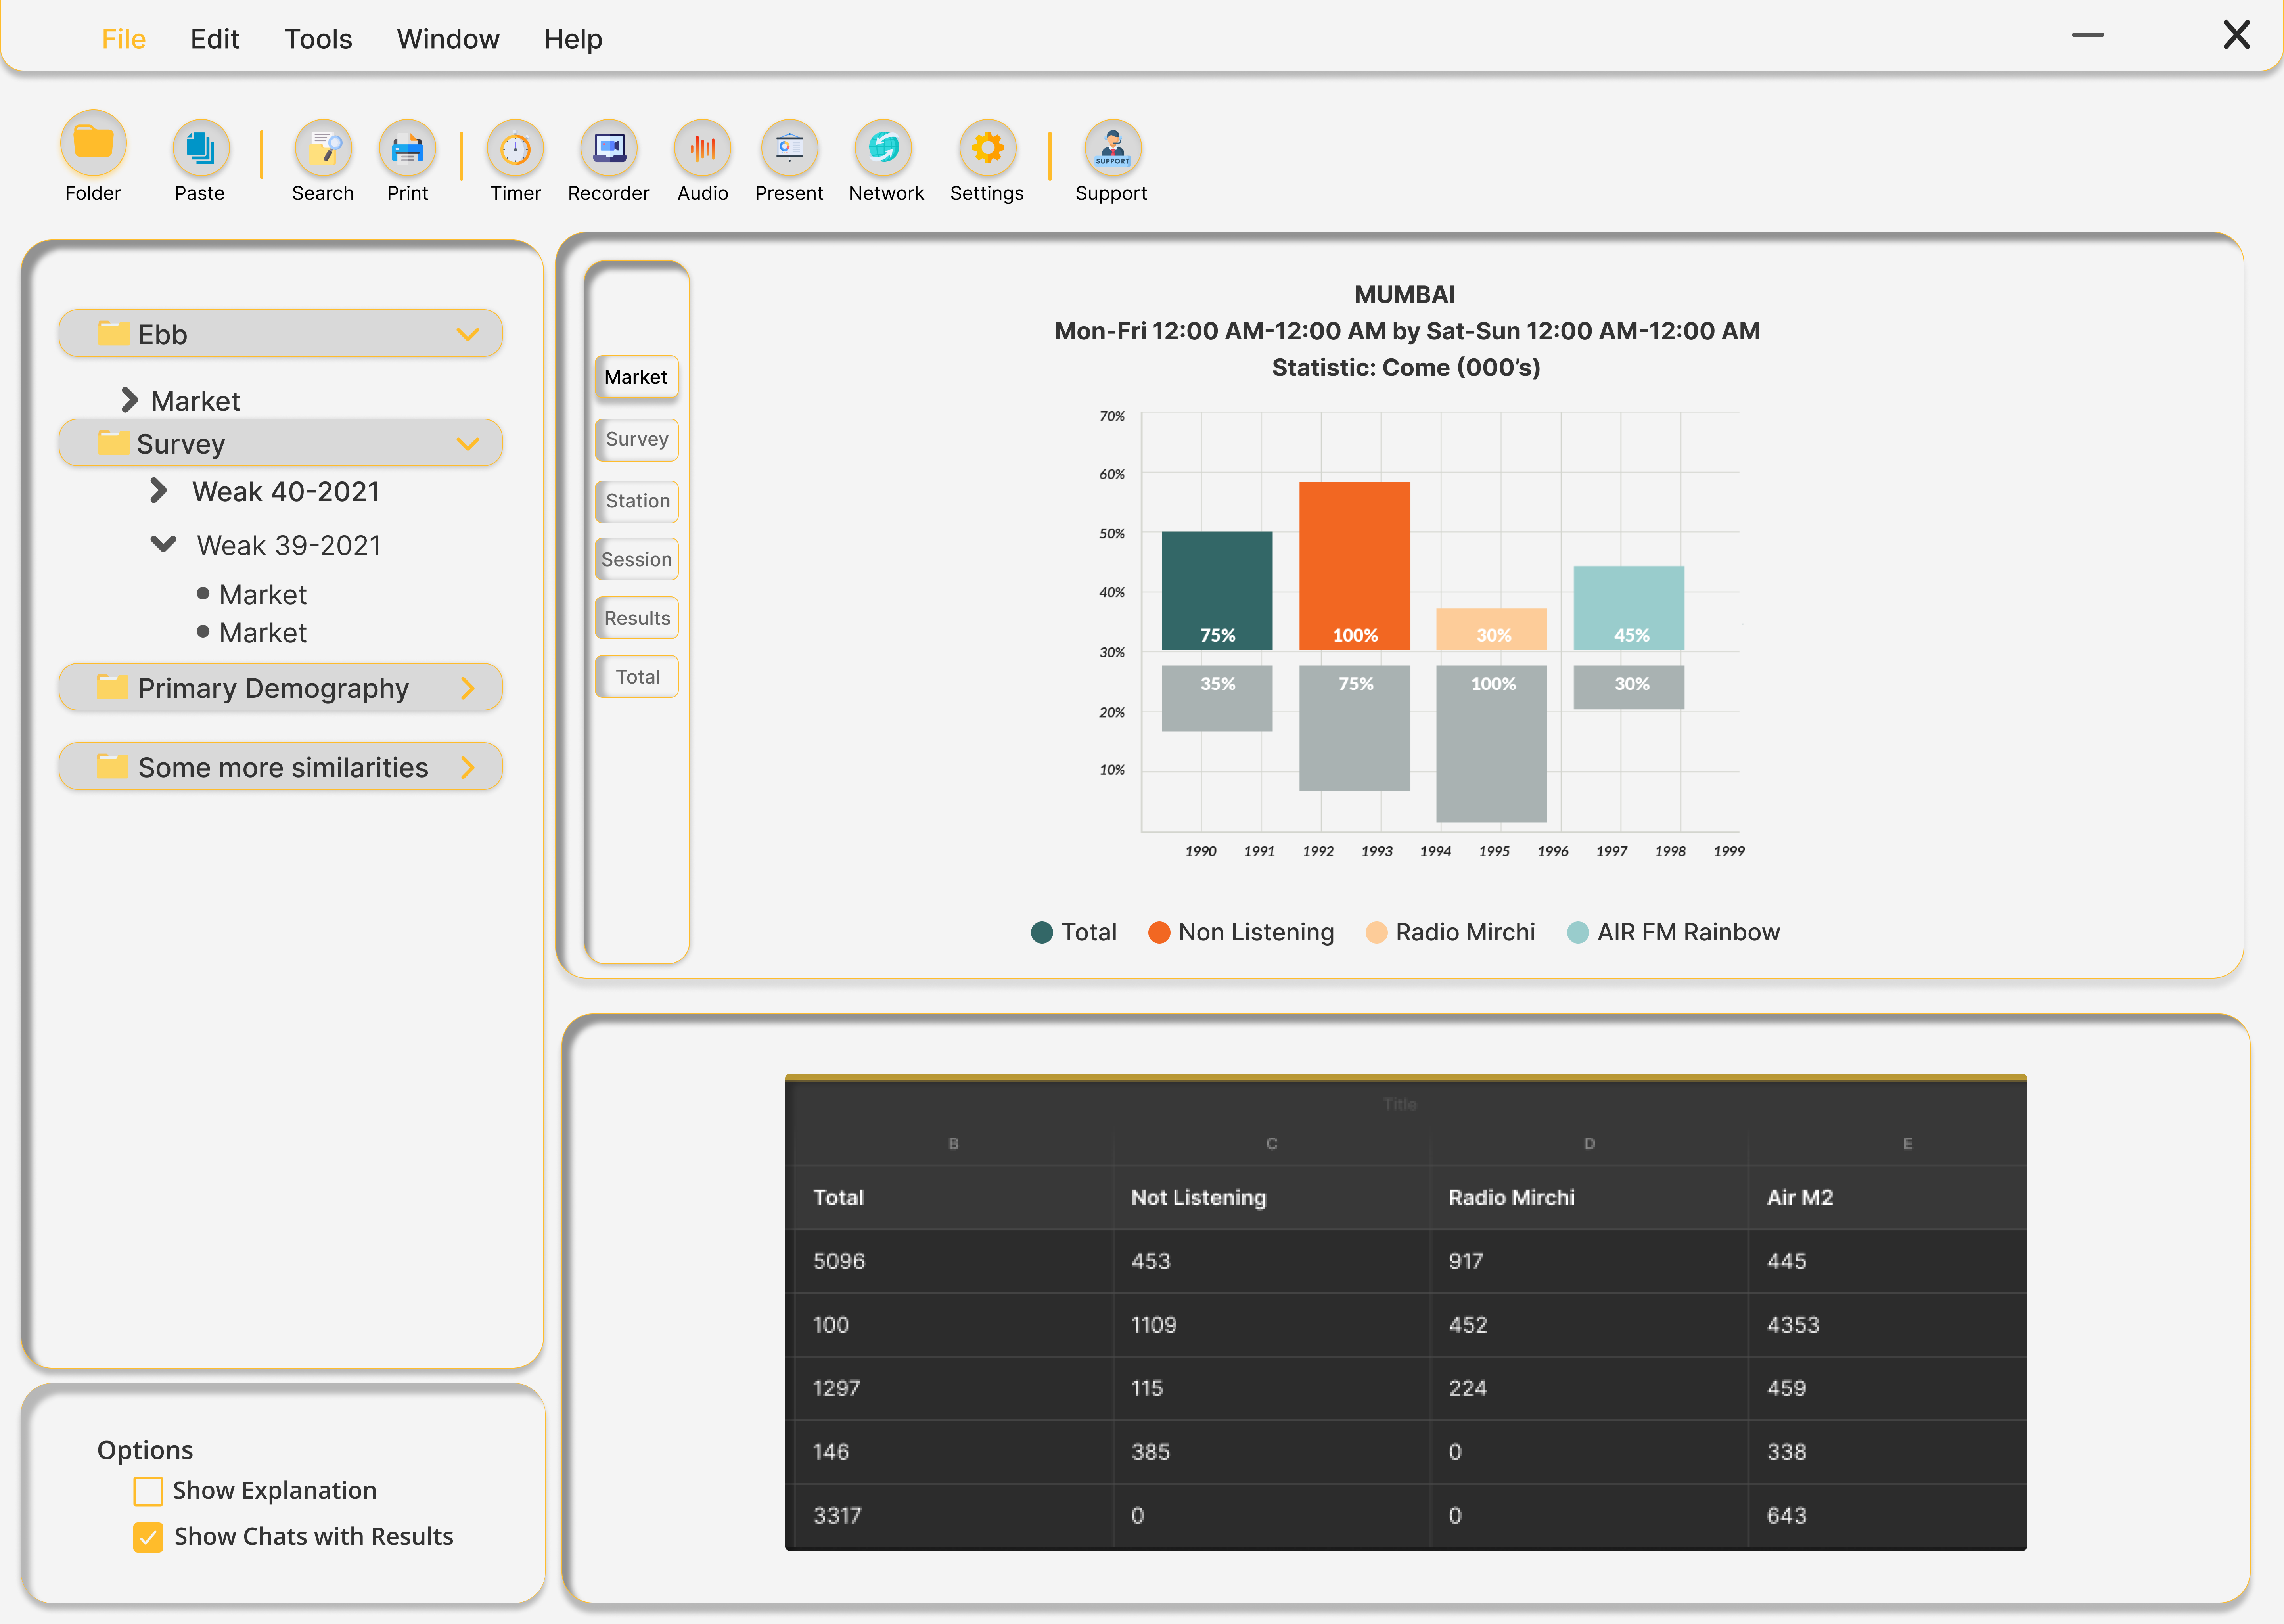 File Edit Tools Window Help
Folder Paste Search Print Timer Recorder Audio Present Network Settings Support
SUPPORT
Ebb
Market
Survey
Weak 40-2021
Weak 39-2021
Market
Market
Primary Demography
Some more similarities
Options
Show Explanation
Show Chats with Results
Market
Survey
Station
Session
Results
Total
MUMBAI
Mon-Fri 12:00 AM-12:00 AM by Sat-Sun 12:00 AM-12:00 AM
Statistic: Come (000’s)
70%
60%
50%
40%
30%
20%
10%
75% 100% 30% 45%
35% 75% 100% 30%
1990 1991 1992 1993 1994 1995 1996 1997 1998 1999
Total Non Listening Radio Mirchi AIR FM Rainbow
Title
B C D E
Total Not Listening Radio Mirchi Air M2
5096 453 917 445
100 1109 452 4353
1297 115 224 459
146 385 0 338
3317 0 0 643